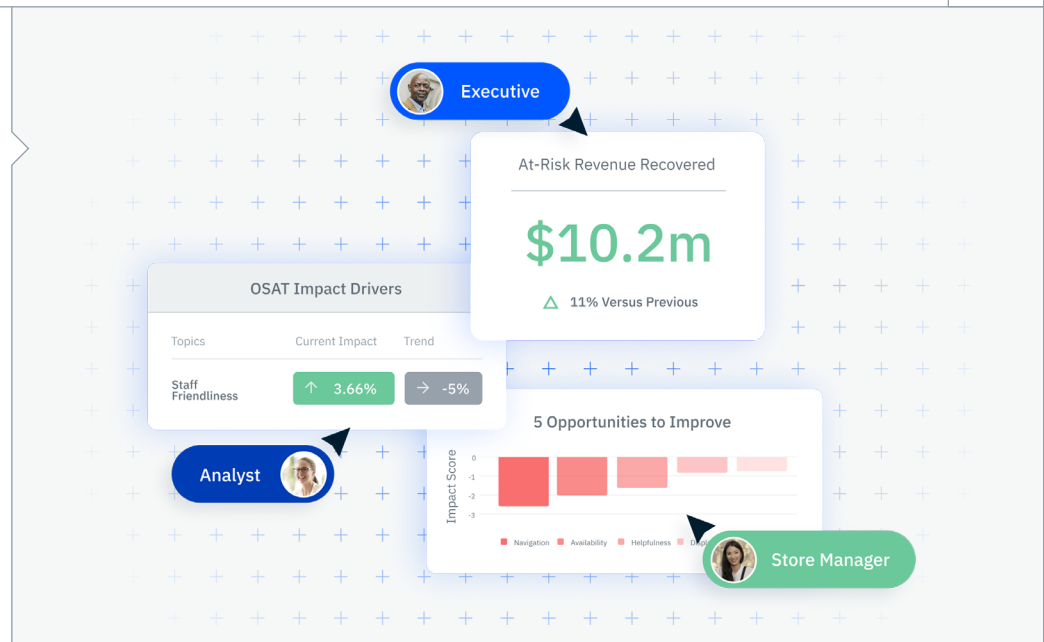 Executive
At-Risk Revenue Recovered
$10.2m
11% Versus Previous
OSAT Impact Drivers
Topics Current Impact Trend
Staff
Friendliness
3.66% -5%
Analyst
5 Opportunities to Improve
Impact Score
0
-1
-2
-3
Navigation Availability Helpfulness
Store Manager